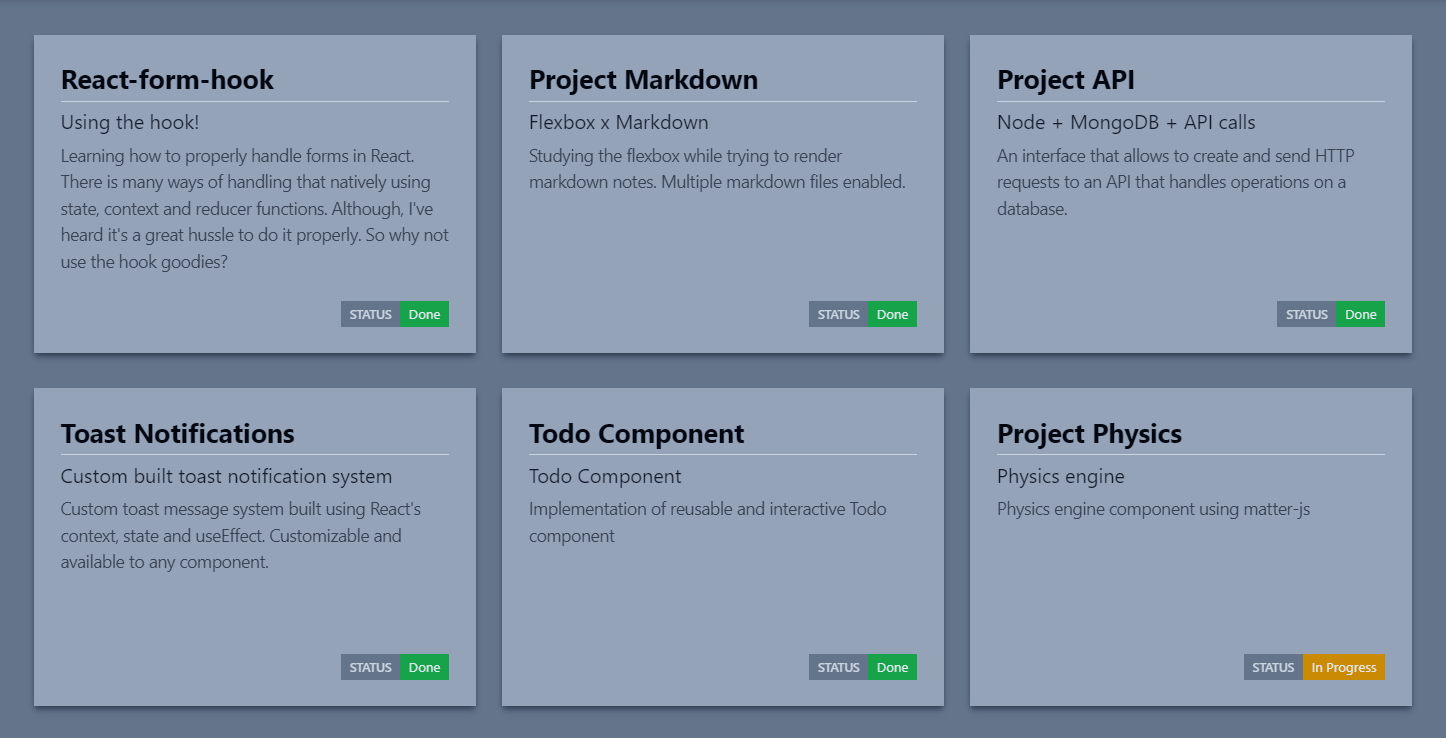 React-form-hook
Using the hook!
Learning how to properly handle forms in React.
There is many ways of handling that natively using
state, context and reducer functions. Although, I've
heard it's a great hussle to do it properly. So why not
use the hook goodies?
STATUS Done
Project Markdown
Flexbox x Markdown
Studying the flexbox while trying to render
markdown notes. Multiple markdown files enabled.
STATUS Done
Project API
Node + MongoDB + API calls
An interface that allows to create and send HTTP
requests to an API that handles operations on a
database.
STATUS Done
Toast Notifications
Custom built toast notification system
Custom toast message system built using React's
context, state and useEffect. Customizable and
available to any component.
STATUS Done
Todo Component
Todo Component
Implementation of reusable and interactive Todo
component
STATUS Done
Project Physics
Physics engine
Physics engine component using matter-js
STATUS In Progress